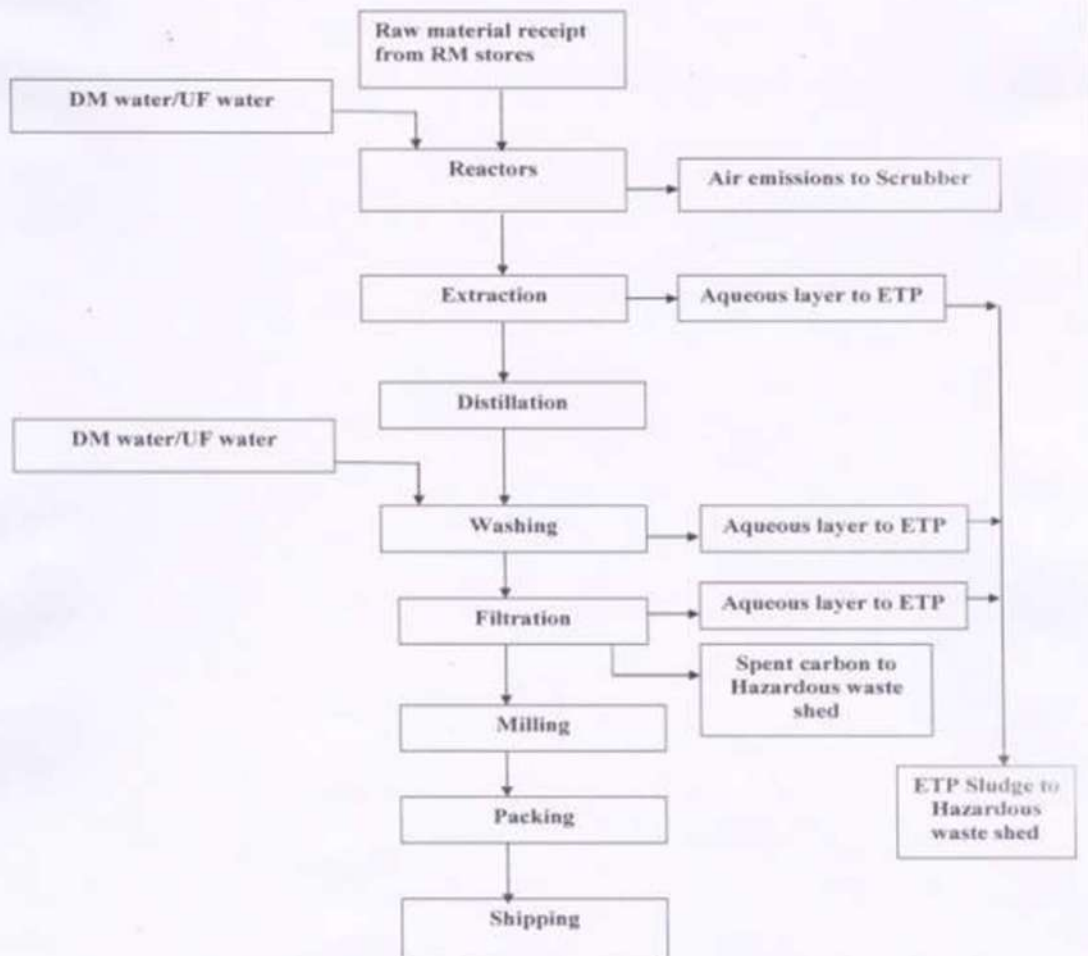 Raw material receipt
from RM stores
DM water/UF water
Reactors
Air emissions to Scrubber
Extraction
Aqueous layer to ETP
Distillation
DM water/UF water
Washing
Aqueous layer to ETP
Filtration
Aqueous layer to ETP
Spent carbon to
Hazardous waste
shed
Milling
ETP Sludge to
Hazardous
waste shed
Packing
Shipping